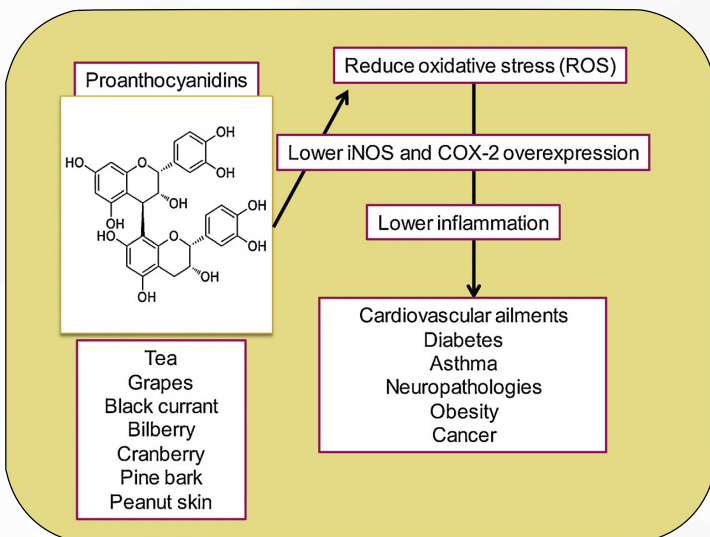 Proanthocyanidins
HO
O
OH
OH
OH
OH
HO
O
OH
OH
OH
OH
Tea
Grapes
Black currant
Bilberry
Cranberry
Pine bark
Peanut skin
Reduce oxidative stress (ROS)
Lower iNOS and COX-2 overexpression
Lower inflammation
Cardiovascular ailments
Diabetes
Asthma
Neuropathologies
Obesity
Cancer